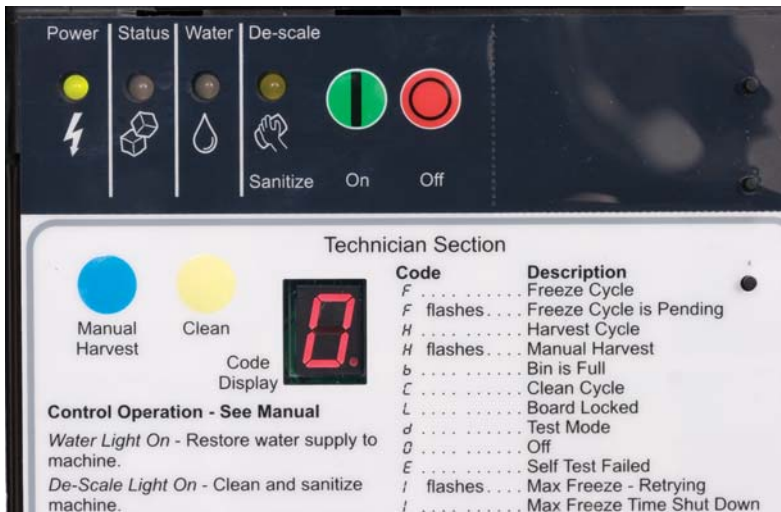 Power Status Water De-scale
Sanitize On Off
Technician Section
Manual
Harvest
Clean
Code
Display
0.
Code Description
F .......... Freeze Cycle
F flashes.... Freeze Cycle is Pending
H .......... Harvest Cycle
H flashes.... Manual Harvest
b .......... Bin is Full
C .......... Clean Cycle
L .......... Board Locked
d .......... Test Mode
0 .......... Off
E .......... Self Test Failed
1 flashes.... Max Freeze - Retrying
1 .......... Max Freeze Time Shut Down
Control Operation - See Manual
Water Light On - Restore water supply to
machine.
De-Scale Light On - Clean and sanitize
machine.